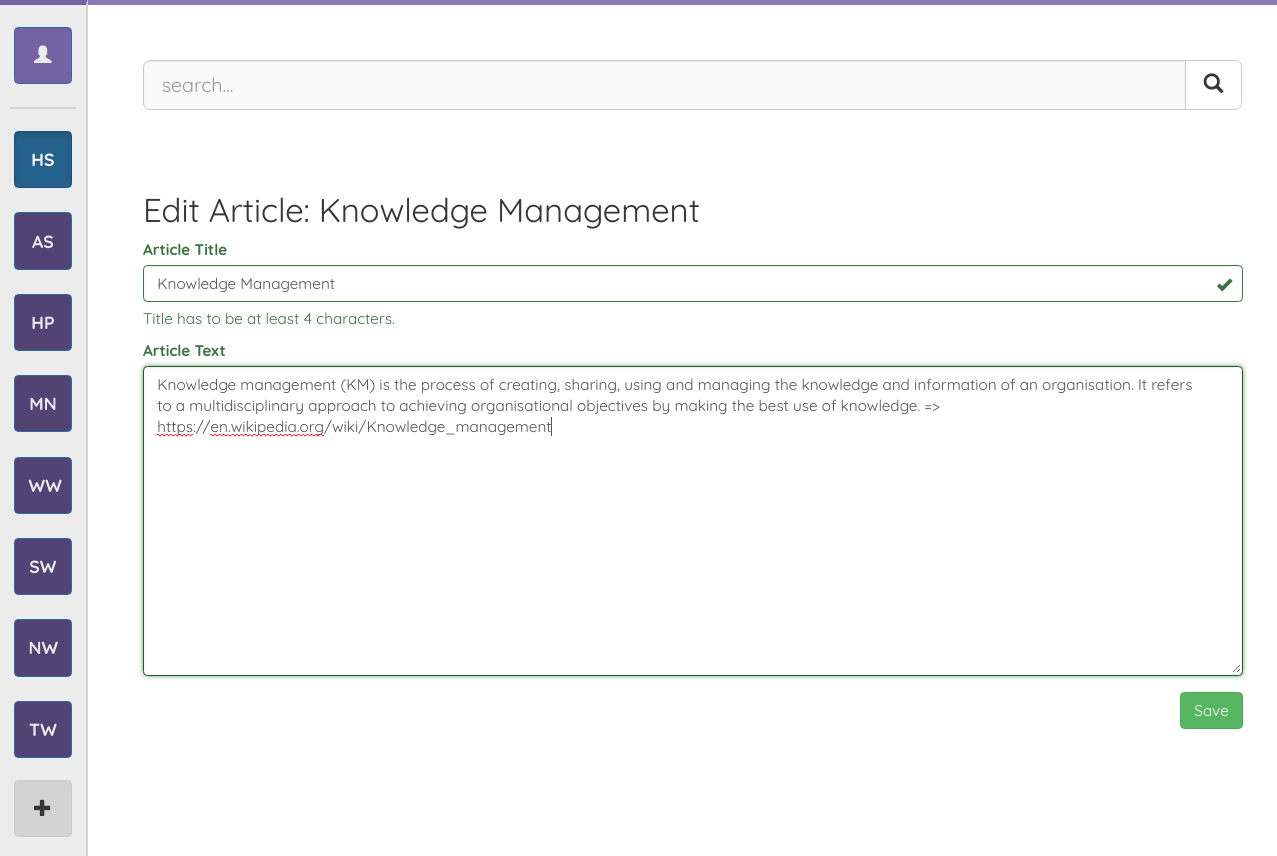 HS
AS
HP
MN
WW
SW
NW
TW
search...
Edit Article: Knowledge Management
Article Title
Knowledge Management
Title has to be at least 4 characters.
Article Text
Knowledge management (KM) is the process of creating, sharing, using and managing the knowledge and information of an organisation. It refers
to a multidisciplinary approach to achieving organisational objectives by making the best use of knowledge. =>
https://en.wikipedia.org/wiki/Knowledge_management
Save